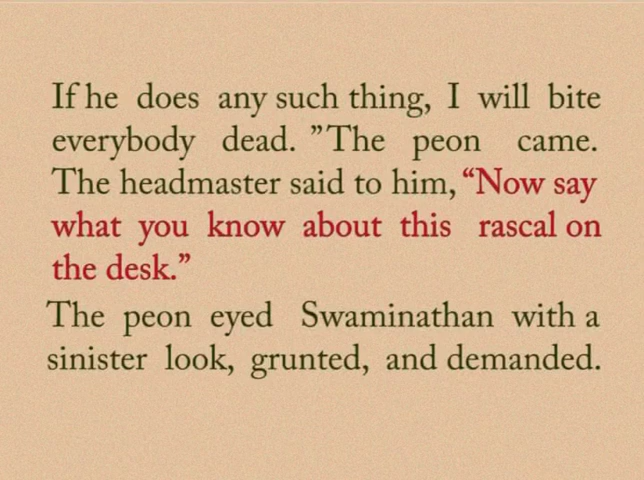 If he does any such thing, I will bite
everybody dead. ”The peon came.
The headmaster said to him, “Now say
what you know about this rascal on
the desk.”
The peon eyed Swaminathan with a
sinister look, grunted, and demanded.